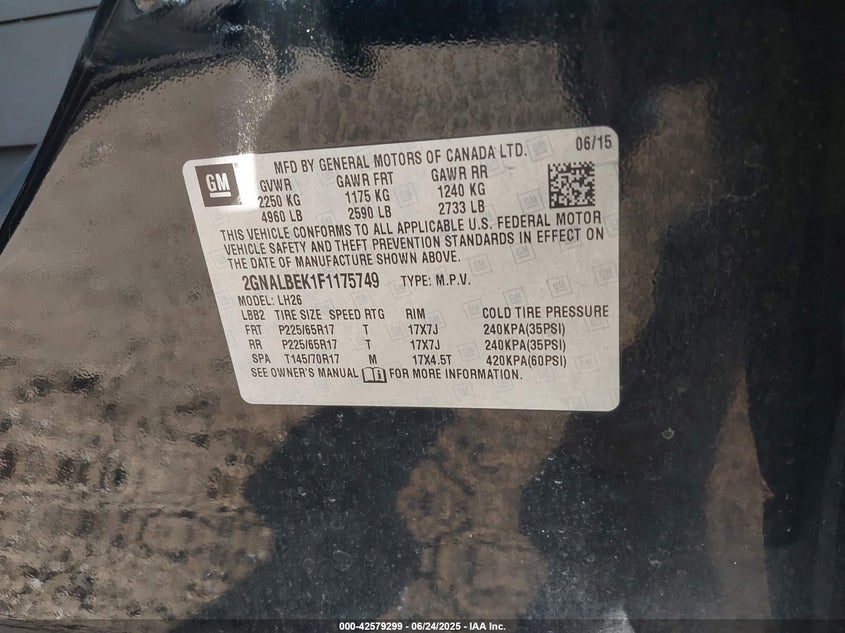 MFD BY GENERAL MOTORS OF CANADA LTD. 06/15
GM
GVWR GAWR FRT GAWR RR
2250 KG 1175 KG 1240 KG
4960 LB 2590 LB 2733 LB
THIS VEHICLE CONFORMS TO ALL APPLICABLE U.S. FEDERAL MOTOR
VEHICLE SAFETY AND THEFT PREVENTION STANDARDS IN EFFECT ON
THE DATE OF MANUFACTURE SHOWN ABOVE.
2GNALBEK1F1175749 TYPE: M.P.V.
MODEL: LH26
LBB2 TIRE SIZE SPEED RTG RIM COLD TIRE PRESSURE
FRT P225/65R17 T 17X7J 240KPA(35PSI)
RR P225/65R17 T 17X7J 240KPA(35PSI)
SPA T145/70R17 M 17X4.5T 420KPA(60PSI)
SEE OWNER'S MANUAL FOR MORE INFORMATION.
000-42579299 - 06/24/2025 - IAA Inc.